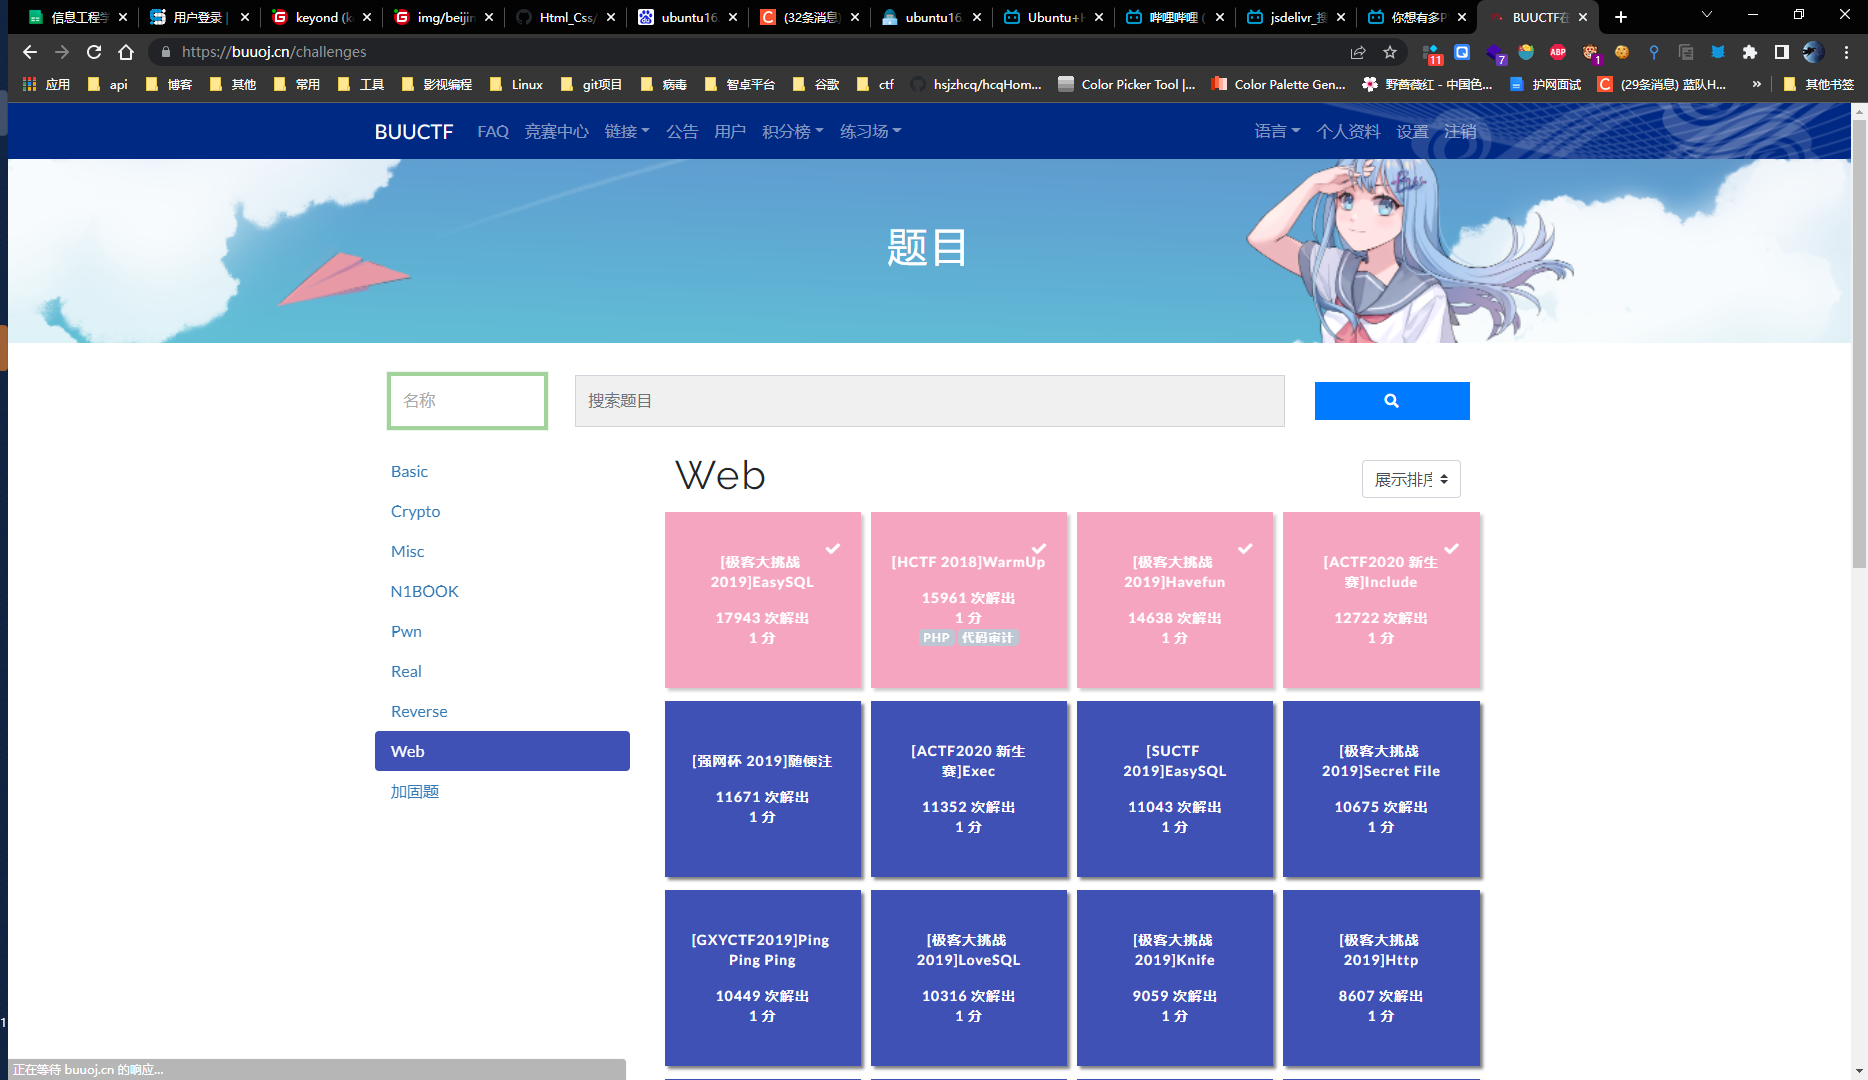 信息工程学
用户登录 |
keyond (k
img/beijin
Html_Css/
ubuntu16.
(32条消息)
ubuntu16.
Ubuntu+H
哔哩哔哩 (
jsdelivr_搜
你想有多P
BUUCTF在
https://buuoj.cn/challenges
11
7
ABP
1
应用
api
博客
其他
常用
工具
影视编程
Linux
git项目
病毒
智卓平台
谷歌
ctf
hsjzhcq/hcqHom...
Color Picker Tool |...
Color Palette Gen...
野蔷薇红 - 中国色...
护网面试
(29条消息) 蓝队H...
»
其他书签
BUUCTF
FAQ
竞赛中心
链接
公告
用户
积分榜
练习场
语言
个人资料
设置
注销
题目
名称
搜索题目
Basic
Crypto
Misc
N1BOOK
Pwn
Real
Reverse
Web
加固题
Web
展示排序
[极客大挑战
2019]EasySQL
17943 次解出
1 分
[HCTF 2018]WarmUp
15961 次解出
1 分
PHP 代码审计
[极客大挑战
2019]Havefun
14638 次解出
1 分
[ACTF2020 新生
赛]Include
12722 次解出
1 分
[强网杯 2019]随便注
11671 次解出
1 分
[ACTF2020 新生
赛]Exec
11352 次解出
1 分
[SUCTF
2019]EasySQL
11043 次解出
1 分
[极客大挑战
2019]Secret File
10675 次解出
1 分
[GXYCTF2019]Ping
Ping Ping
10449 次解出
1 分
[极客大挑战
2019]LoveSQL
10316 次解出
1 分
[极客大挑战
2019]Knife
9059 次解出
1 分
[极客大挑战
2019]Http
8607 次解出
1 分
1
正在等待 buuoj.cn 的响应...